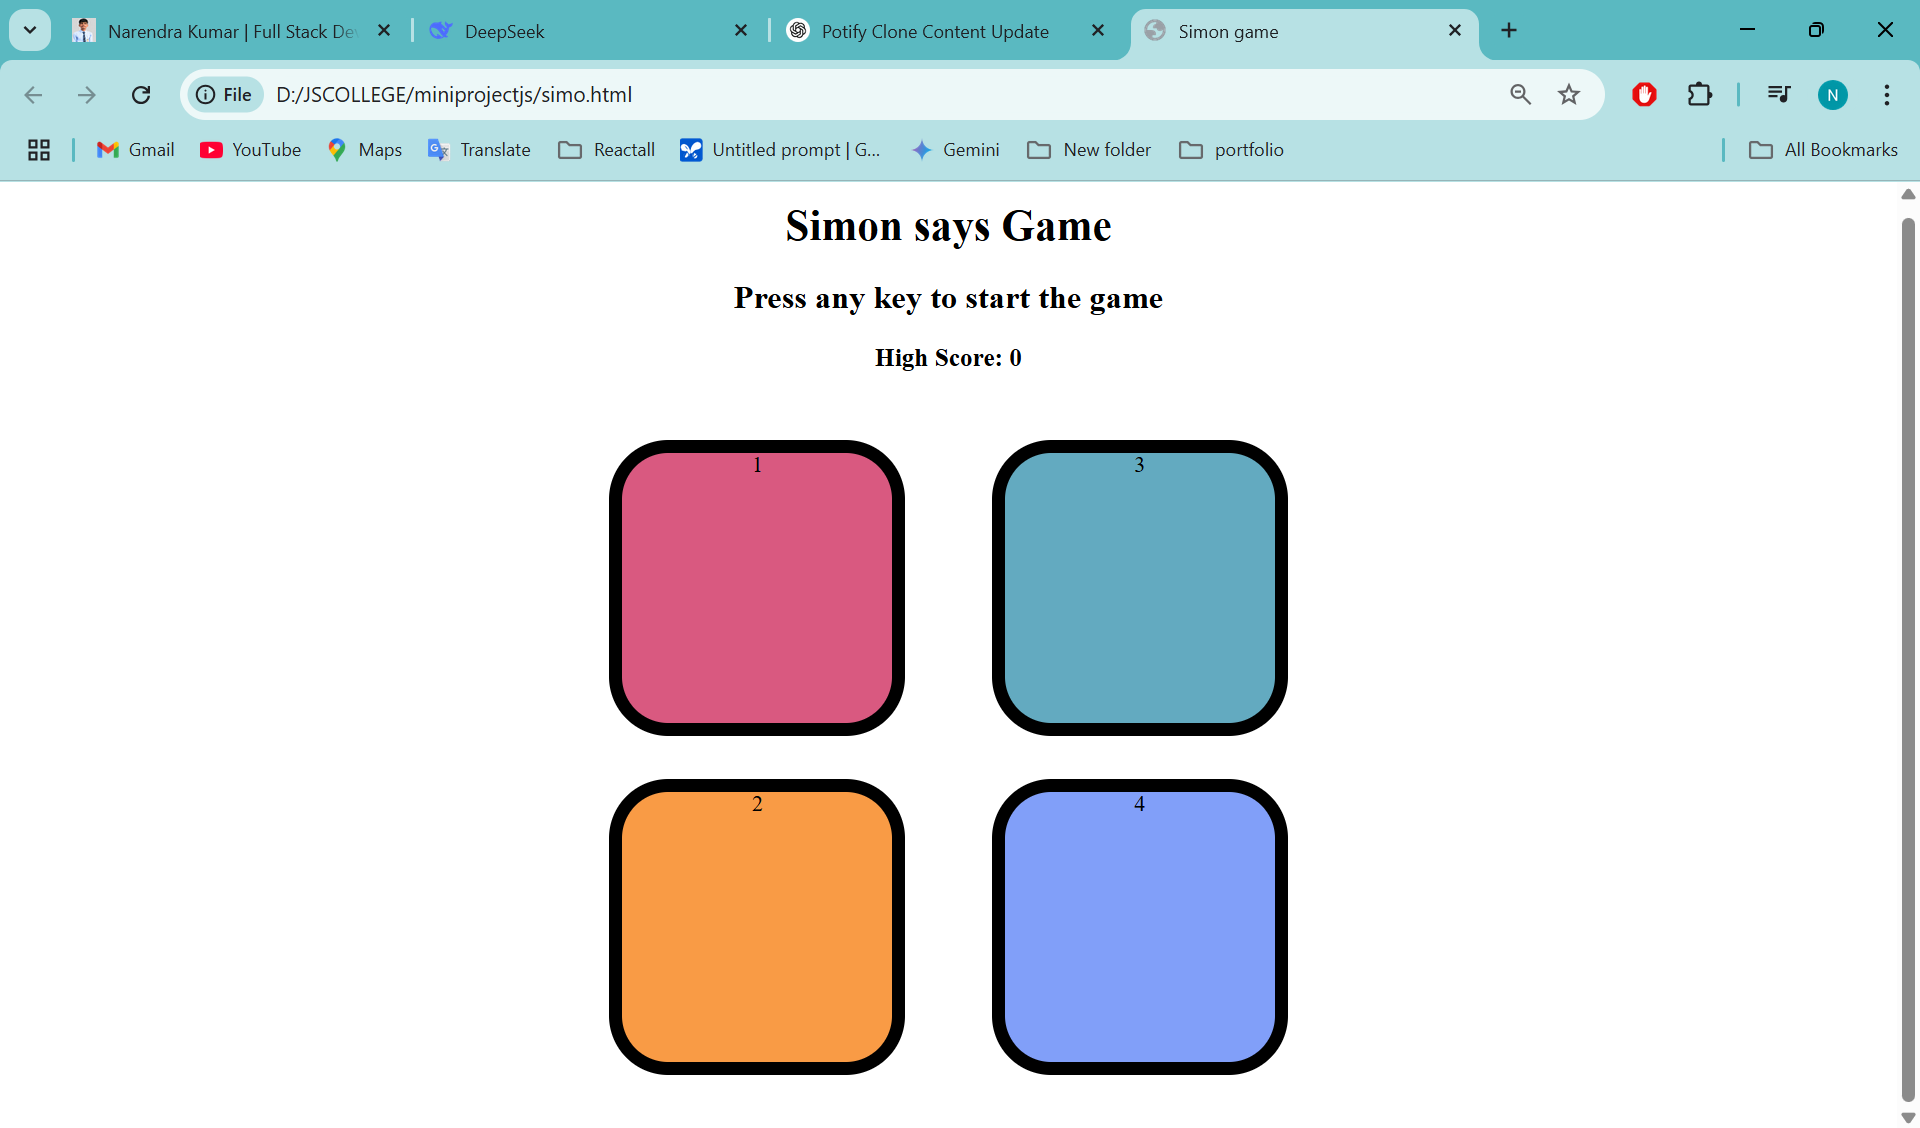 Narendra Kumar | Full Stack De
DeepSeek
Potify Clone Content Update
Simon game
File
D:/JSCOLLEGE/miniprojectjs/simo.html
N
Gmail
YouTube
Maps
Translate
Reactall
Untitled prompt | G...
Gemini
New folder
portfolio
All Bookmarks
Simon says Game
Press any key to start the game
High Score: 0
1
3
2
4